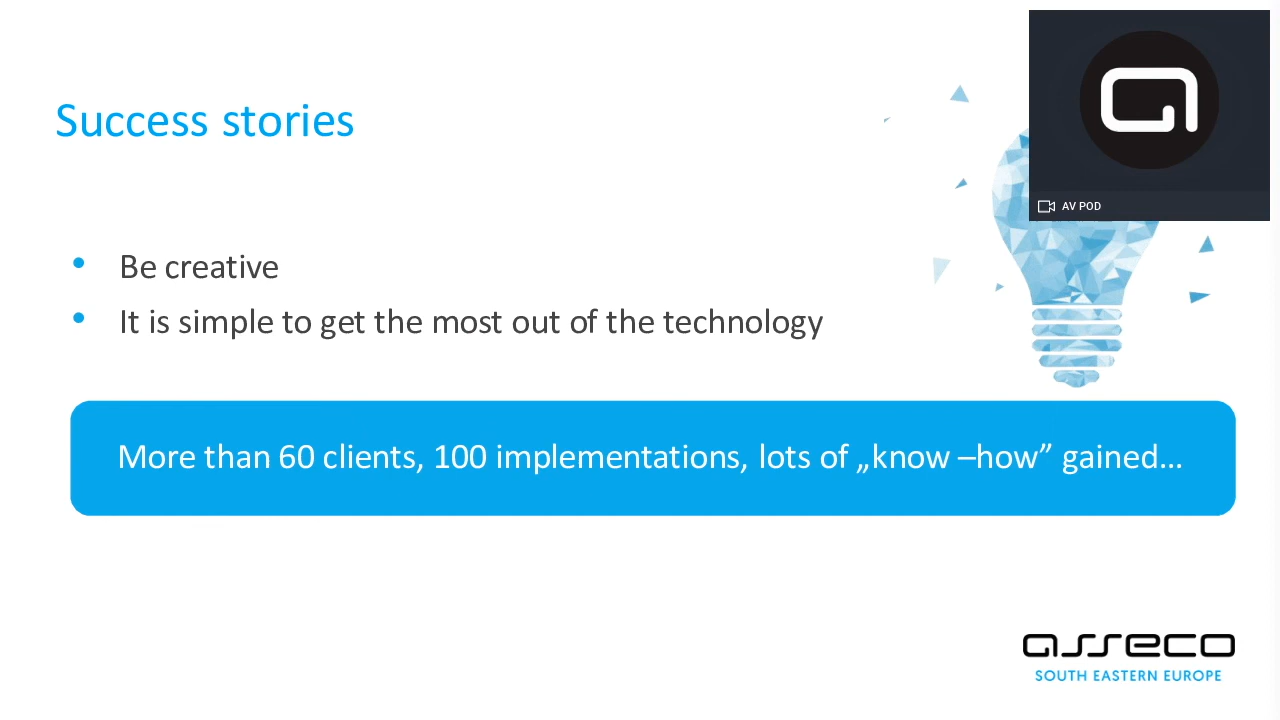 Success stories
AV POD
• Be creative
• It is simple to get the most out of the technology
More than 60 clients, 100 implementations, lots of „know –how” gained...
asseco
SOUTH EASTERN EUROPE